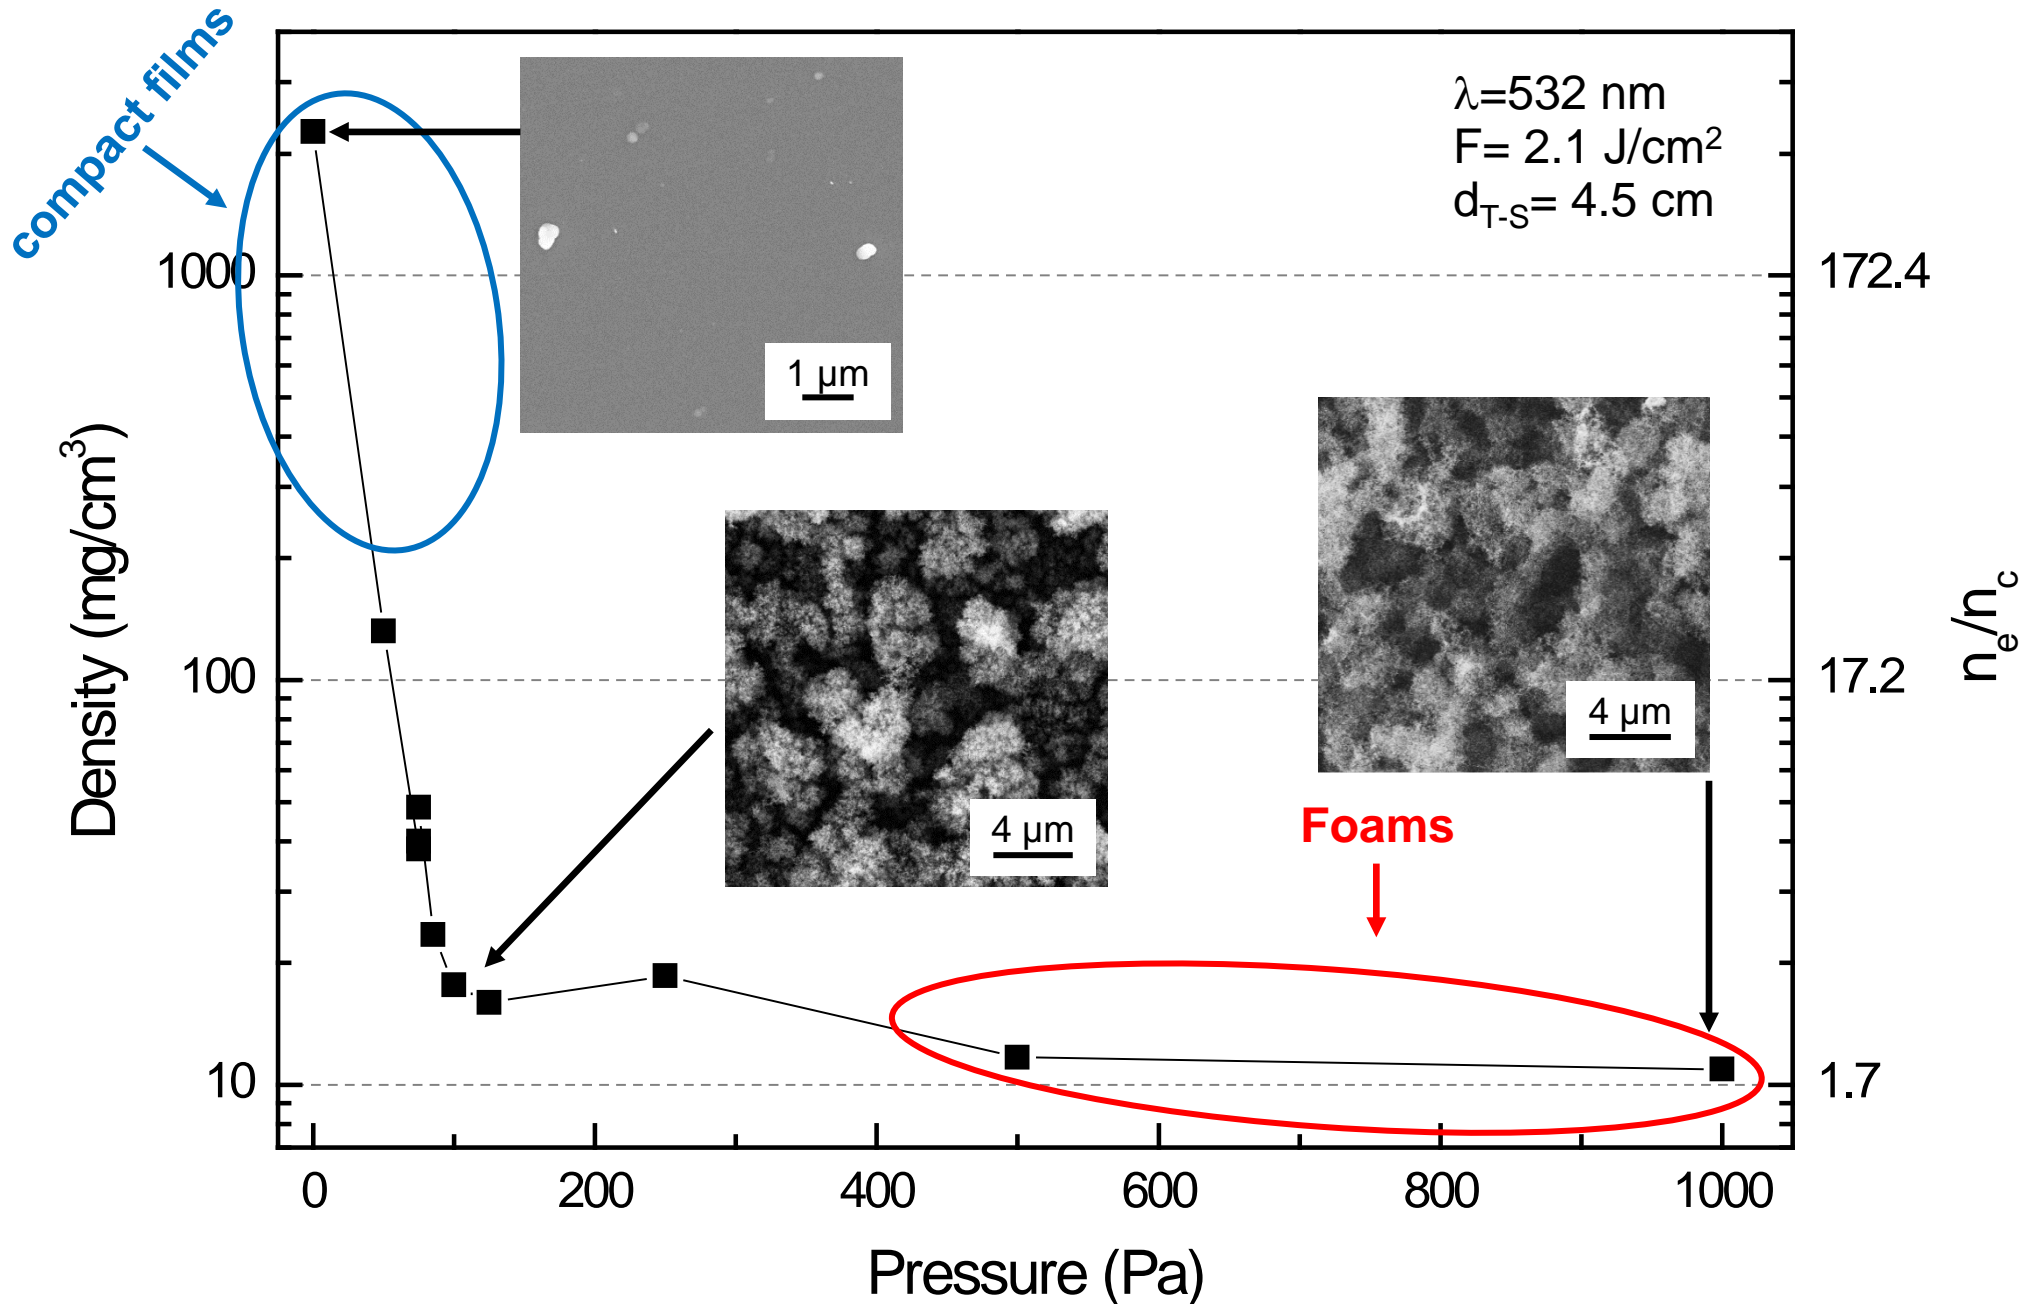 compact films
λ=532 nm
F= 2.1 J/cm²
d_T-S= 4.5 cm
1 µm
4 µm
4 µm
Foams
Density (mg/cm³)
1000
100
10
172.4
17.2
1.7
n_e/n_c
0 200 400 600 800 1000
Pressure (Pa)